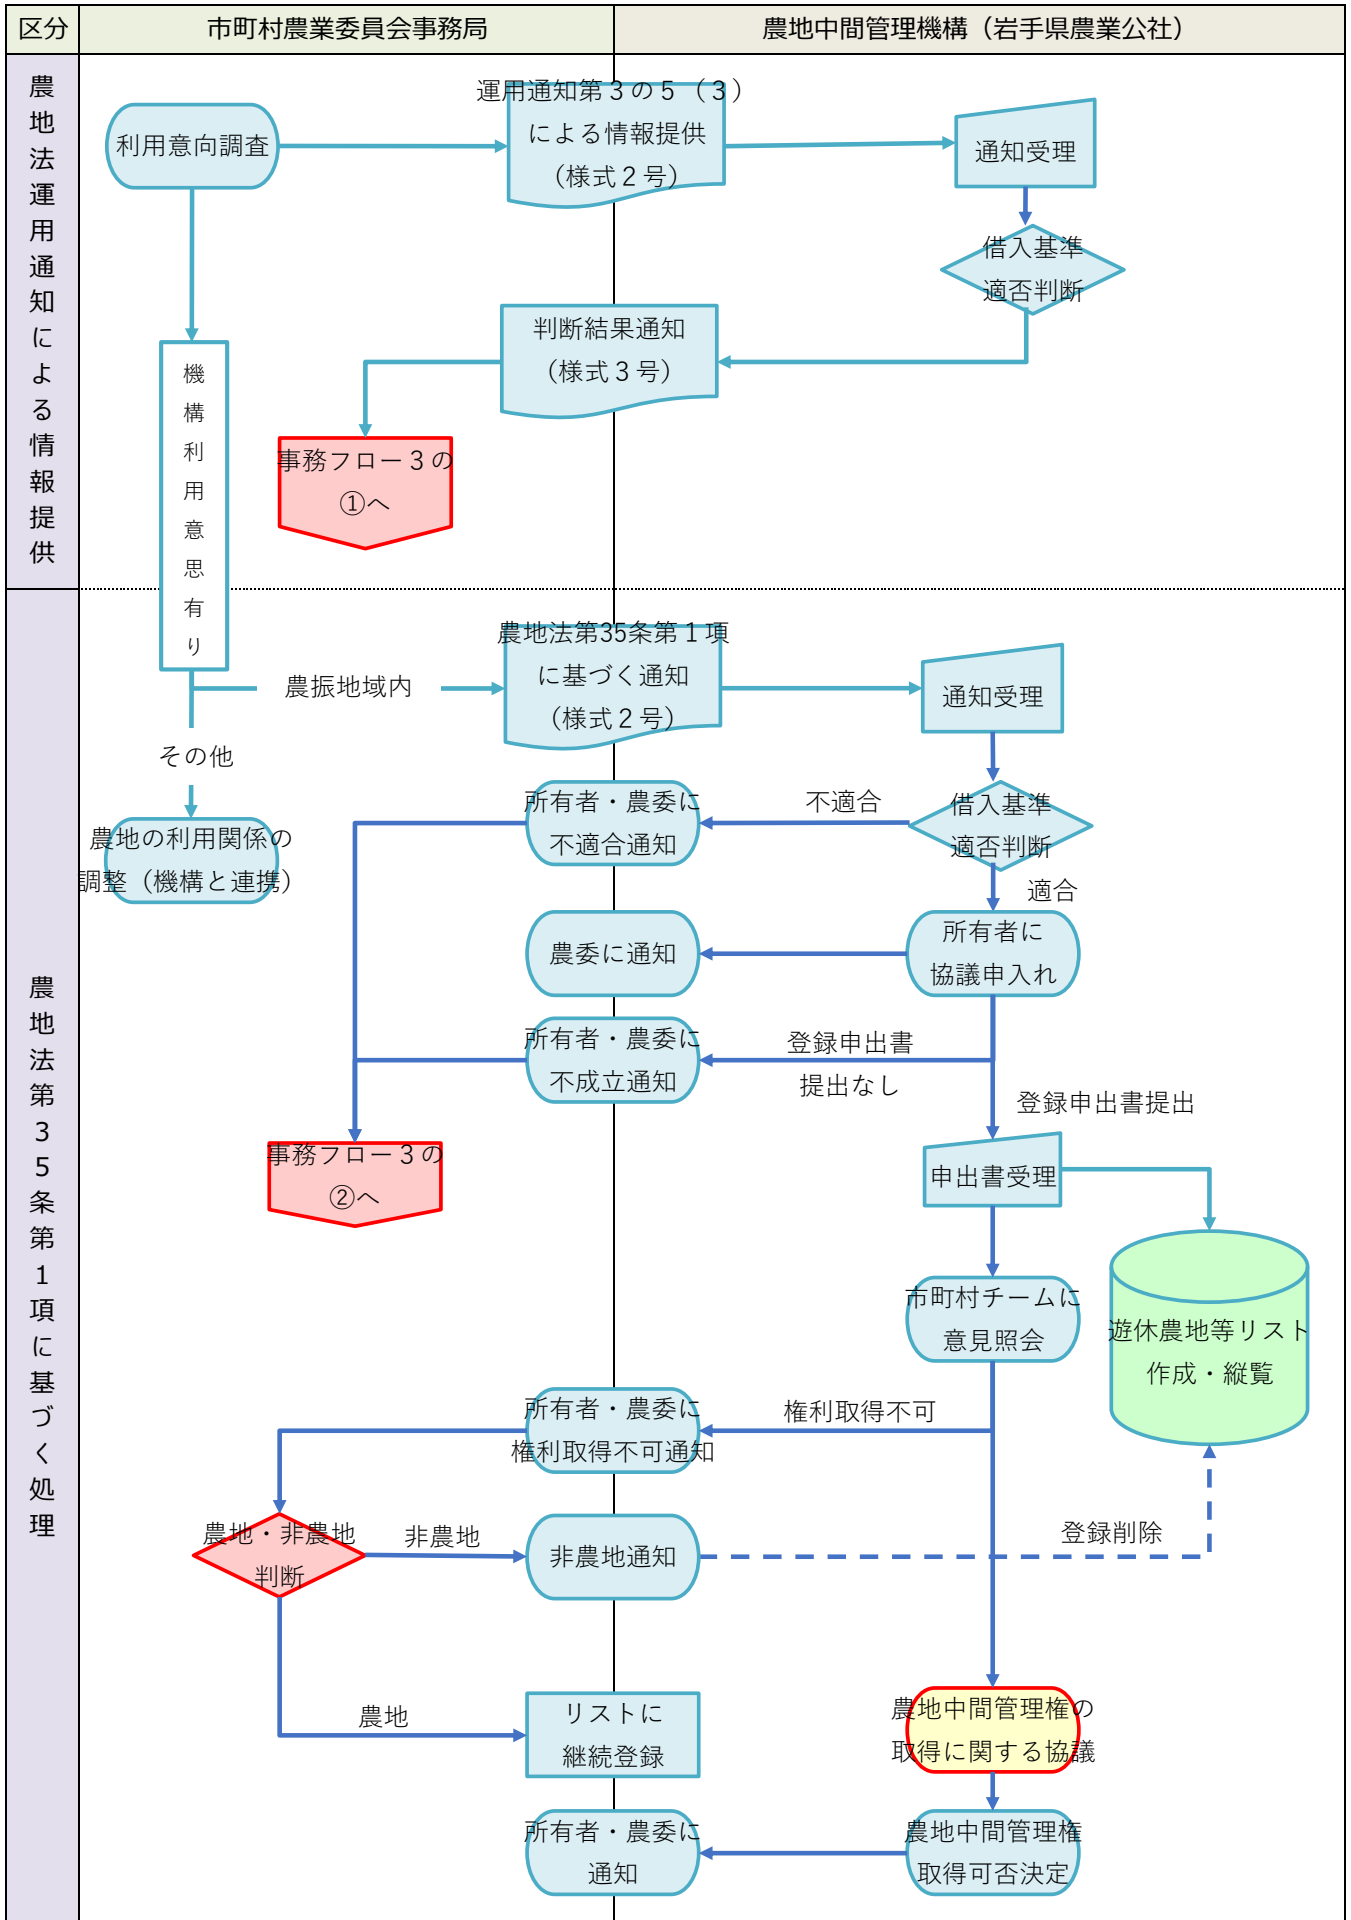 区分
市町村農業委員会事務局
農地中間管理機構（岩手県農業公社）
農地法運用通知による情報提供
利用意向調査
運用通知第３の５（３）
による情報提供
（様式２号）
通知受理
借入基準
適否判断
判断結果通知
（様式３号）
機構利用意思有り
事務フロー３の
①へ
農地法第３５条第１項に基づく処理
農振地域内
農地法第35条第１項
に基づく通知
（様式２号）
通知受理
その他
農地の利用関係の
調整（機構と連携）
所有者・農委に
不適合通知
不適合
借入基準
適否判断
適合
農委に通知
所有者に
協議申入れ
所有者・農委に
不成立通知
登録申出書
提出なし
登録申出書提出
事務フロー３の
②へ
申出書受理
市町村チームに
意見照会
遊休農地等リスト
作成・縦覧
所有者・農委に
権利取得不可通知
権利取得不可
農地・非農地
判断
非農地
非農地通知
登録削除
農地
リストに
継続登録
農地中間管理権の
取得に関する協議
所有者・農委に
通知
農地中間管理権
取得可否決定